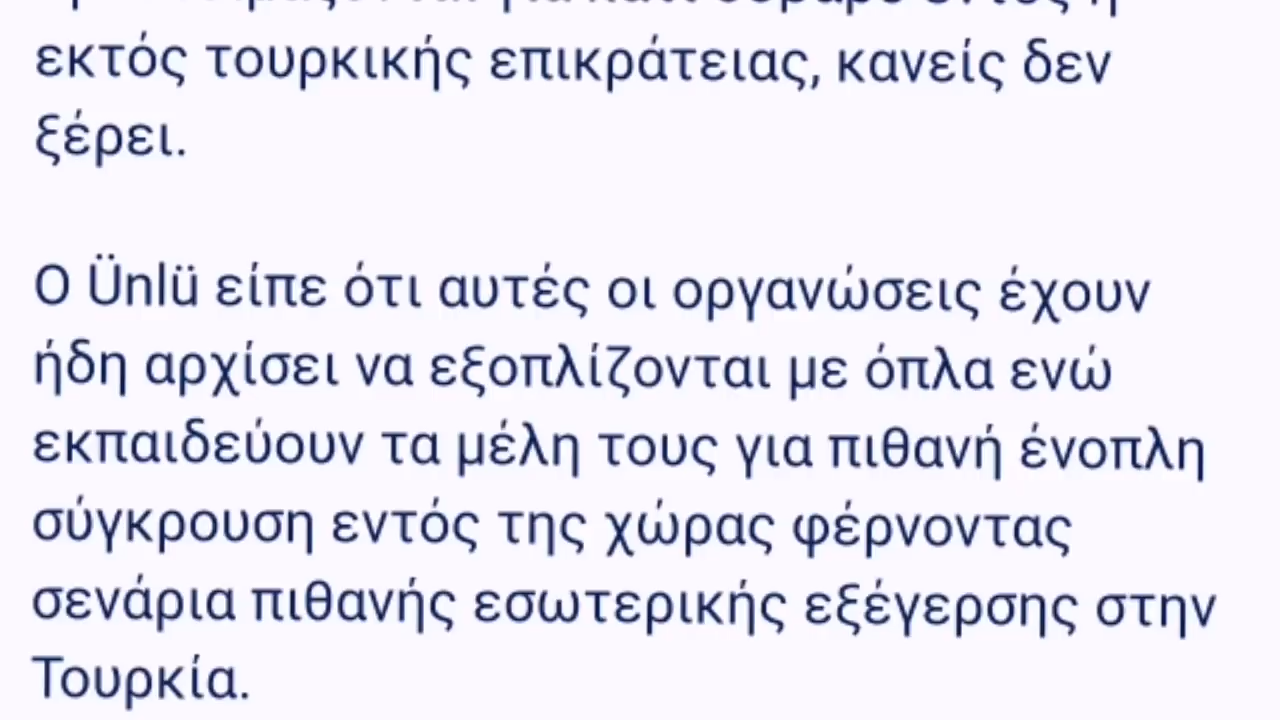 εκτός τουρκικής επικράτειας, κανείς δεν
ξέρει.
Ο Ünlü είπε ότι αυτές οι οργανώσεις έχουν
ήδη αρχίσει να εξοπλίζονται με όπλα ενώ
εκπαιδεύουν τα μέλη τους για πιθανή ένοπλη
σύγκρουση εντός της χώρας φέρνοντας
σενάρια πιθανής εσωτερικής εξέγερσης στην
Τουρκία.